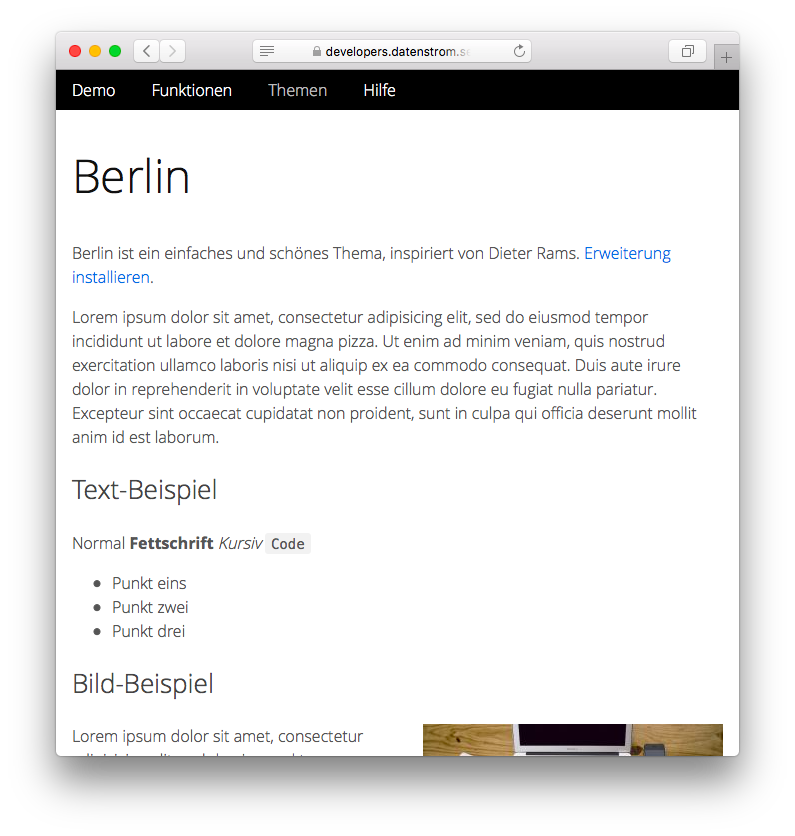 developers.datenstrom.se
Demo Funktionen Themen Hilfe
Berlin
Berlin ist ein einfaches und schönes Thema, inspiriert von Dieter Rams. Erweiterung
installieren.
Lorem ipsum dolor sit amet, consectetur adipisicing elit, sed do eiusmod tempor
incididunt ut labore et dolore magna pizza. Ut enim ad minim veniam, quis nostrud
exercitation ullamco laboris nisi ut aliquip ex ea commodo consequat. Duis aute irure
dolor in reprehenderit in voluptate velit esse cillum dolore eu fugiat nulla pariatur.
Excepteur sint occaecat cupidatat non proident, sunt in culpa qui officia deserunt mollit
anim id est laborum.
Text-Beispiel
Normal Fettschrift Kursiv Code
Punkt eins
Punkt zwei
Punkt drei
Bild-Beispiel
Lorem ipsum dolor sit amet, consectetur